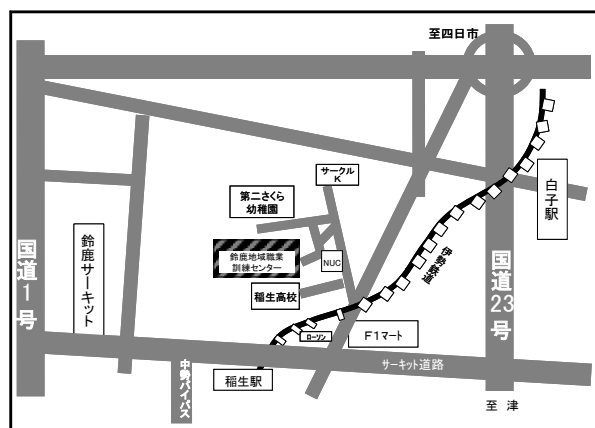 至四日市
サークル
K
第二さくら
幼稚園
白子駅
鈴鹿サーキット
国道1号
鈴鹿地域職業
訓練センター
NUC
伊勢鉄道
国道23号
稲生高校
ローソン
F1マート
サーキット道路
稲生駅
中勢バイパス
至 津